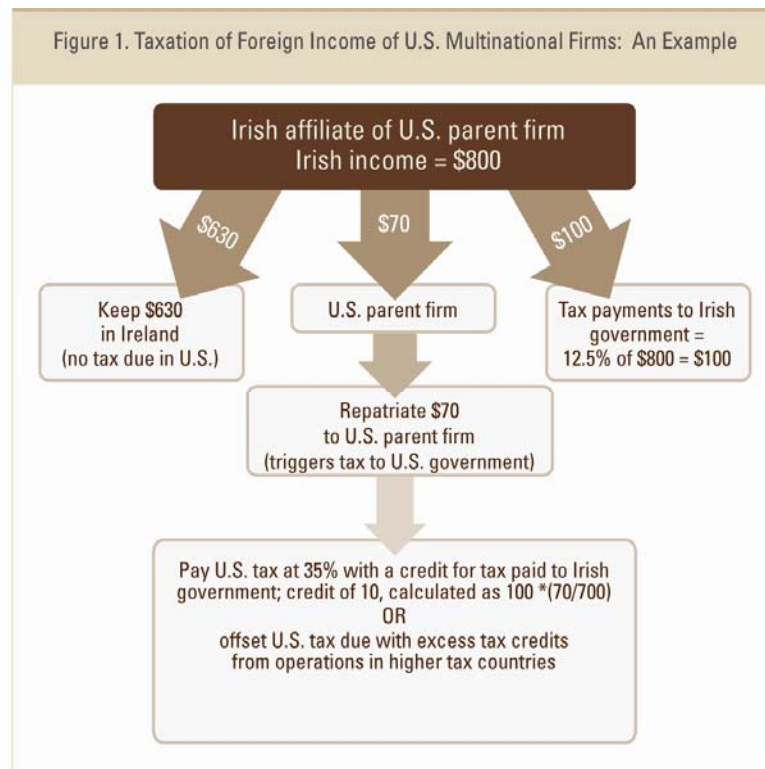 Figure 1. Taxation of Foreign Income of U.S. Multinational Firms: An Example
Irish affiliate of U.S. parent firm
Irish income = $800
$630
$70
$100
Keep $630
in Ireland
(no tax due in U.S.)
U.S. parent firm
Tax payments to Irish
government =
12.5% of $800 = $100
Repatriate $70
to U.S. parent firm
(triggers tax to U.S. government)
Pay U.S. tax at 35% with a credit for tax paid to Irish
government; credit of 10, calculated as 100 *(70/700)
OR
offset U.S. tax due with excess tax credits
from operations in higher tax countries